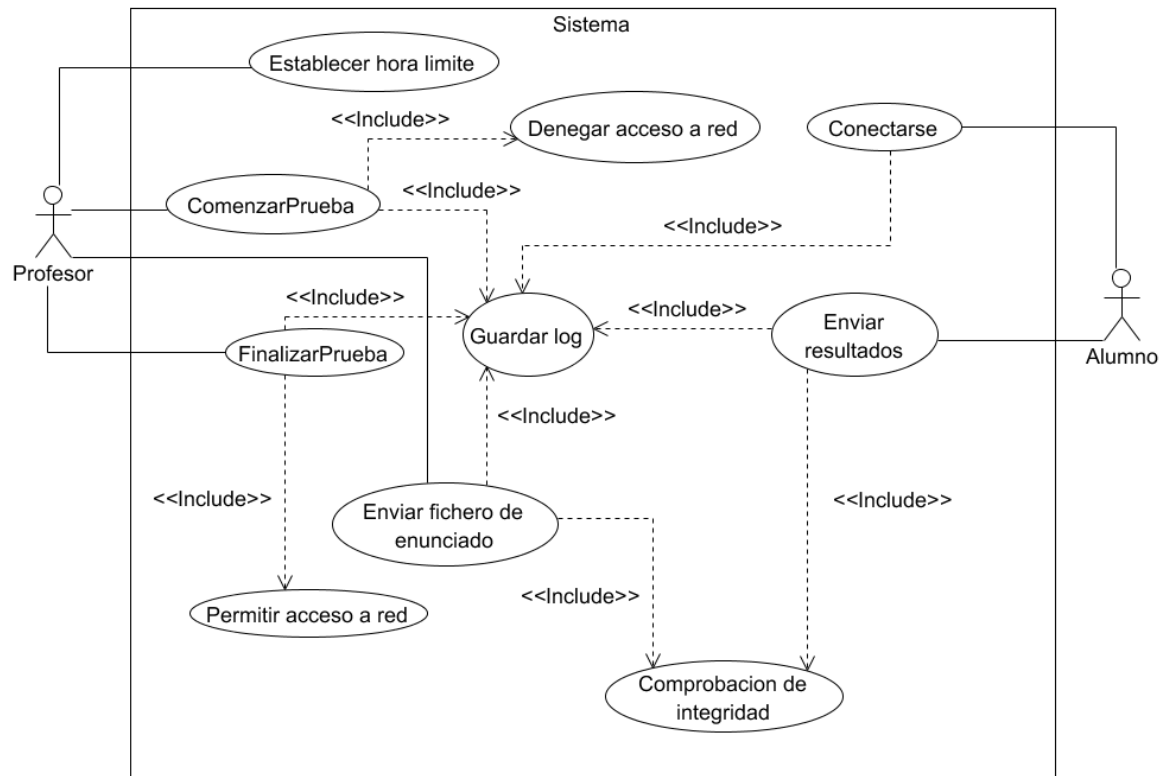 Sistema
Establecer hora limite
<<Include>>
Denegar acceso a red
Conectarse
<<Include>>
ComenzarPrueba
<<Include>>
Profesor
<<Include>>
<<Include>>
Guardar log
Enviar
resultados
FinalizarPrueba
Alumno
<<Include>>
<<Include>>
Enviar fichero de
enunciado
<<Include>>
<<Include>>
Permitir acceso a red
Comprobacion de
integridad